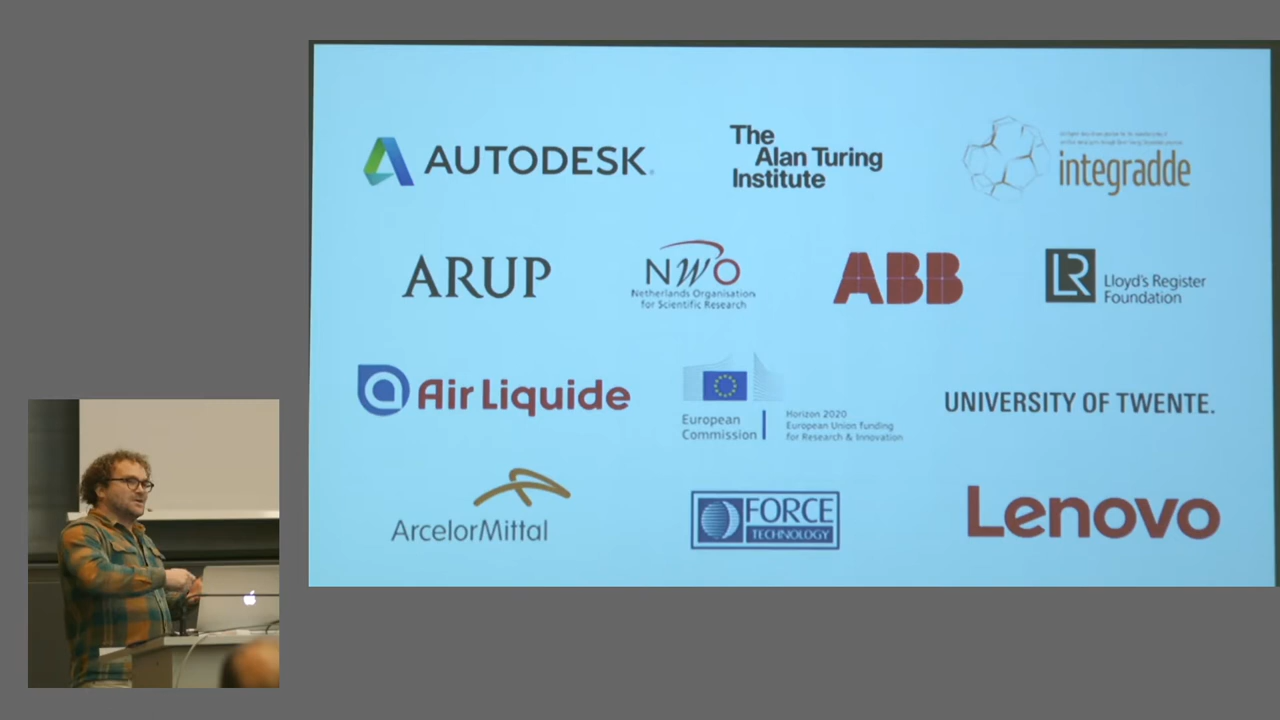 AUTODESK
The
Alan Turing
Institute
integradde
ARUP
NWO
Netherlands Organisation
for Scientific Research
ABB
LR
Lloyd's Register
Foundation
Air Liquide
European
Commission
Horizon 2020
European Union funding
for Research & Innovation
UNIVERSITY OF TWENTE.
ArcelorMittal
FORCE
TECHNOLOGY
Lenovo